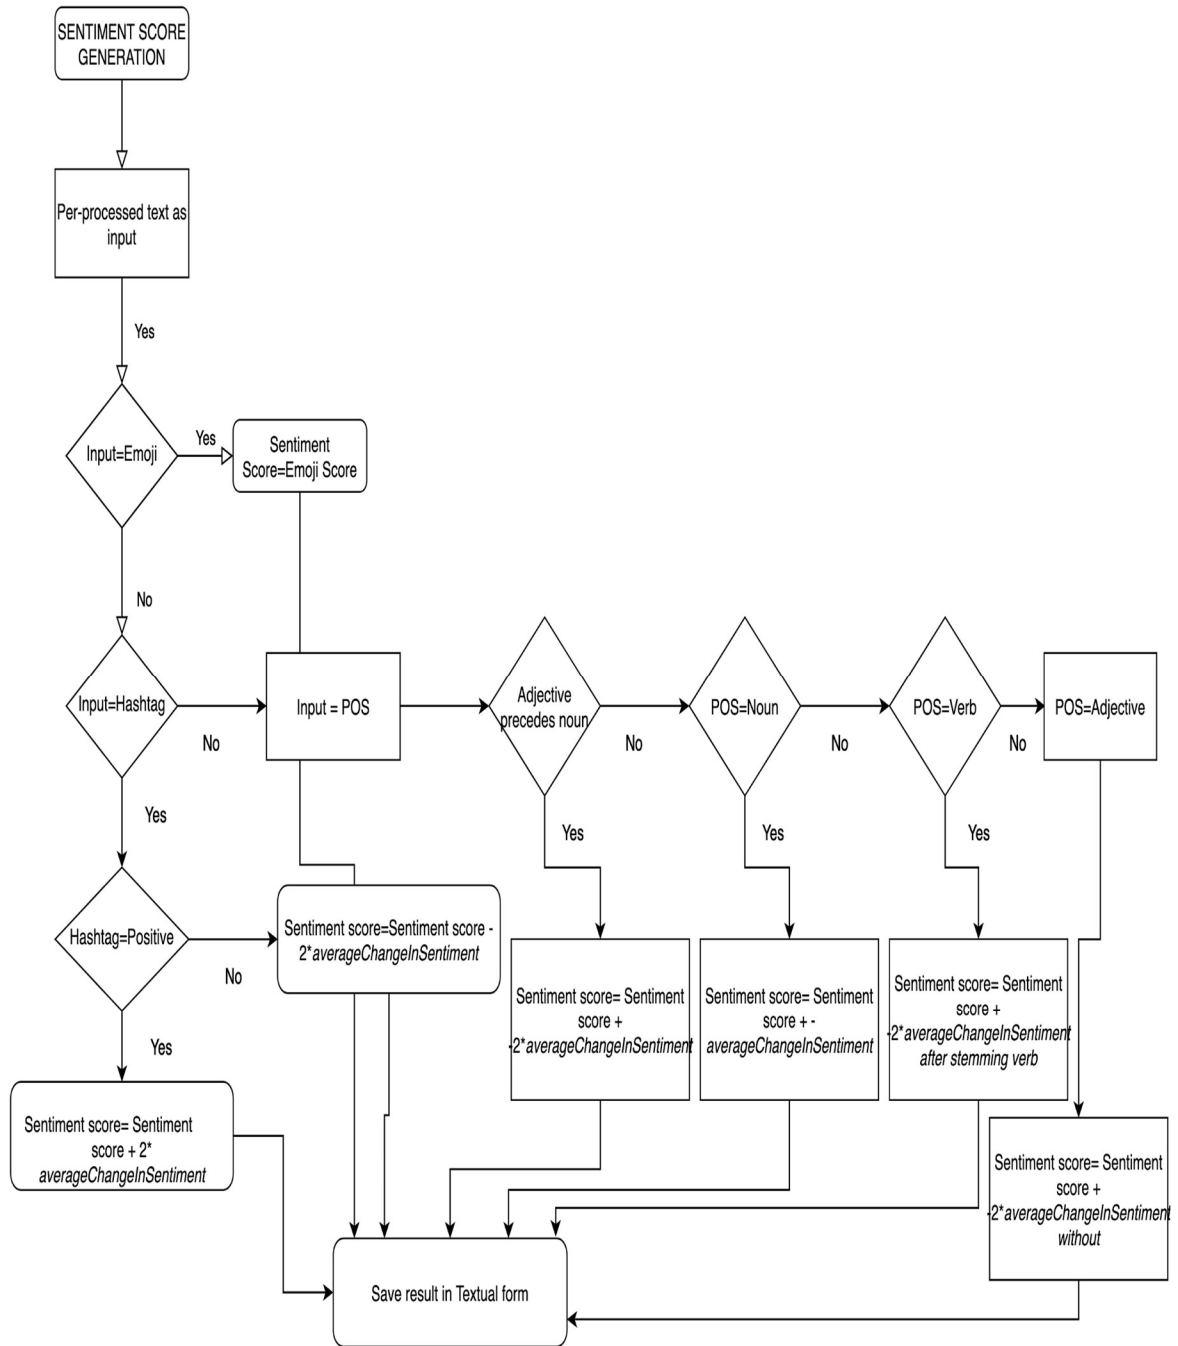 SENTIMENT SCORE
GENERATION
Per-processed text as
input
Yes
Input=Emoji
Yes
Sentiment
Score=Emoji Score
No
Input=Hashtag
No
Input = POS
Adjective
precedes noun
No
POS=Noun
No
POS=Verb
No
POS=Adjective
Yes
Yes
Yes
Yes
Hashtag=Positive
No
Sentiment score=Sentiment score -
2*averageChangeInSentiment
Sentiment score= Sentiment
score +
-2*averageChangeInSentiment
Sentiment score= Sentiment
score + -
averageChangeInSentiment
Sentiment score= Sentiment
score +
-2*averageChangeInSentiment
after stemming verb
Yes
Sentiment score= Sentiment
score + 2*
averageChangeInSentiment
Sentiment score= Sentiment
score +
-2*averageChangeInSentiment
without
Save result in Textual form